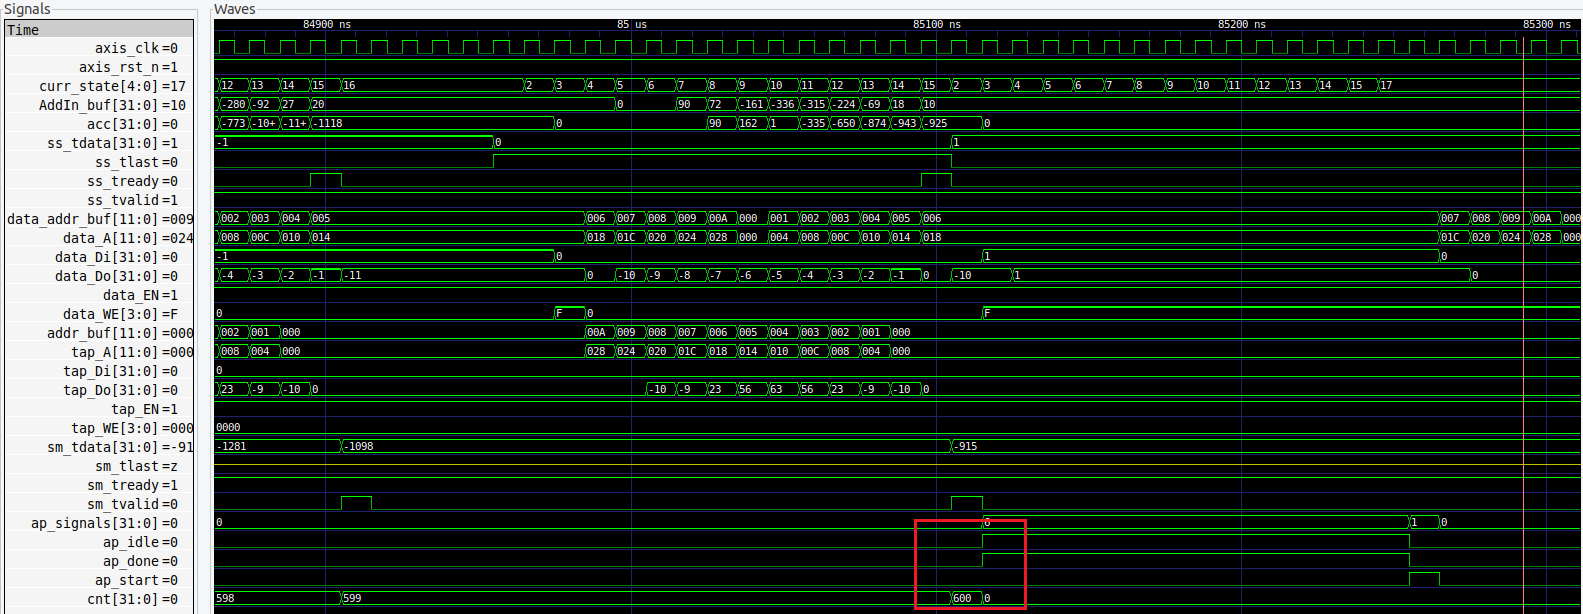 Signals Waves
Time 84900 ns 85 us 85100 ns 85200 ns 85300 ns
axis_clk =0
axis_rst_n =1
curr_state[4:0] =17 12 13 14 15 16 2 3 4 5 6 7 8 9 10 11 12 13 14 15 2 3 4 5 6 7 8 9 10 11 12 13 14 15 17
AddIn_buf[31:0] =10 -280 -92 27 20 0 90 72 -161 -336 -315 -224 -69 18 10
acc[31:0] =0 -773 -10+ -11+ -1118 0 90 162 1 -335 -650 -874 -943 -925 0
ss_tdata[31:0] =1 -1 0 1
ss_tlast =0
ss_tready =0
ss_tvalid =1
data_addr_buf[11:0] =009 002 003 004 005 006 007 008 009 00A 000 001 002 003 004 005 006 007 008 009 00A 000
data_A[11:0] =024 008 00C 010 014 018 01C 020 024 028 000 004 008 00C 010 014 018 01C 020 024 028 000
data_Di[31:0] =0 -1 0 1 0
data_Do[31:0] =0 -4 -3 -2 -1 -11 0 -10 -9 -8 -7 -6 -5 -4 -3 -2 -1 0 -10 1 0
data_EN =1
data_WE[3:0] =F 0 F 0 F
addr_buf[11:0] =000 002 001 000 00A 009 008 007 006 005 004 003 002 001 000
tap_A[11:0] =000 008 004 000 028 024 020 01C 018 014 010 00C 008 004 000
tap_Di[31:0] =0 0
tap_Do[31:0] =0 23 -9 -10 0 -10 -9 23 56 63 56 23 -9 -10 0
tap_EN =1
tap_WE[3:0] =000 0000
sm_tdata[31:0] =-91 -1281 -1098 -915
sm_tlast =z
sm_tready =1
sm_tvalid =0
ap_signals[31:0] =0 0 6 1 0
ap_idle =0
ap_done =0
ap_start =0
cnt[31:0] =0 598 599 600 0